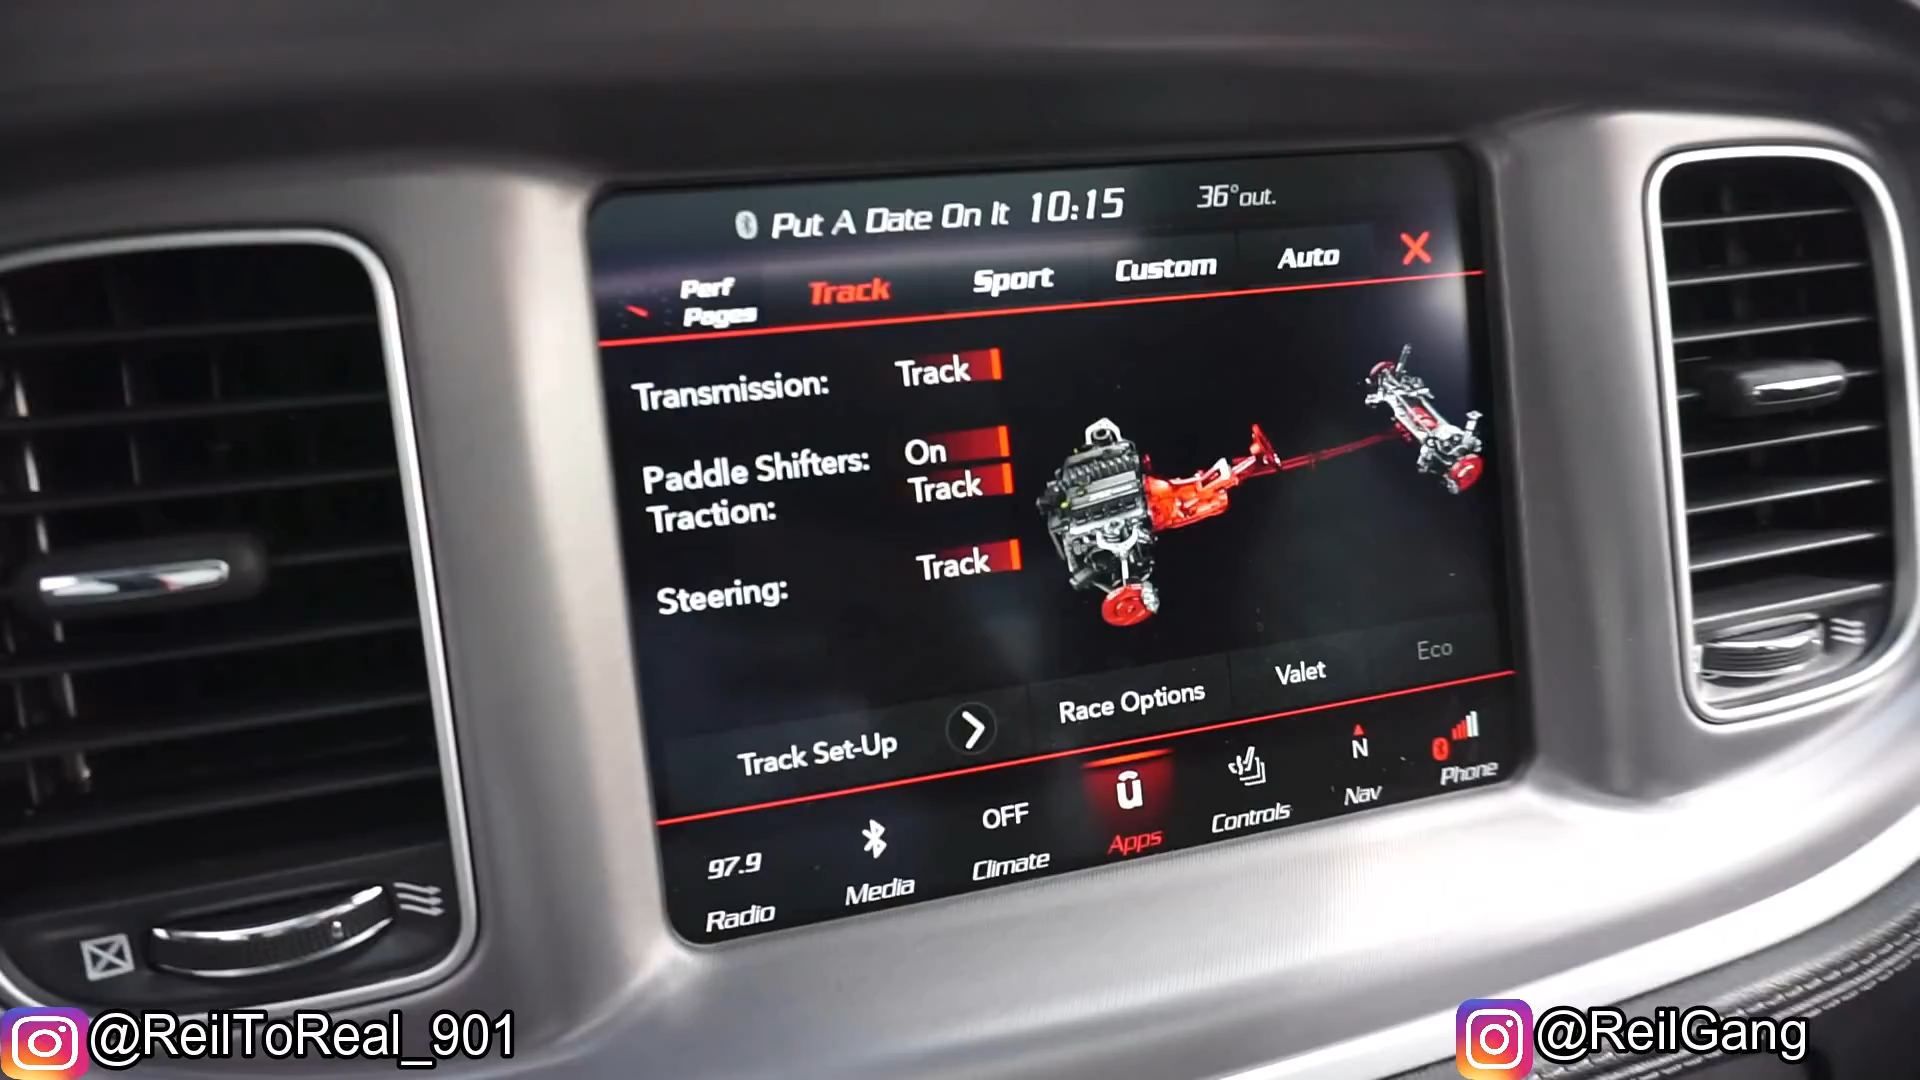 Put A Date On It 10:15 36°out.
Perf Pages Track Sport Custom Auto X
Transmission: Track
Paddle Shifters: On
Traction: Track
Steering: Track
Track Set-Up Race Options Valet Eco
97.9 OFF û N
Radio Media Climate Apps Controls Nav Phone
@ReilToReal_901 @ReilGang